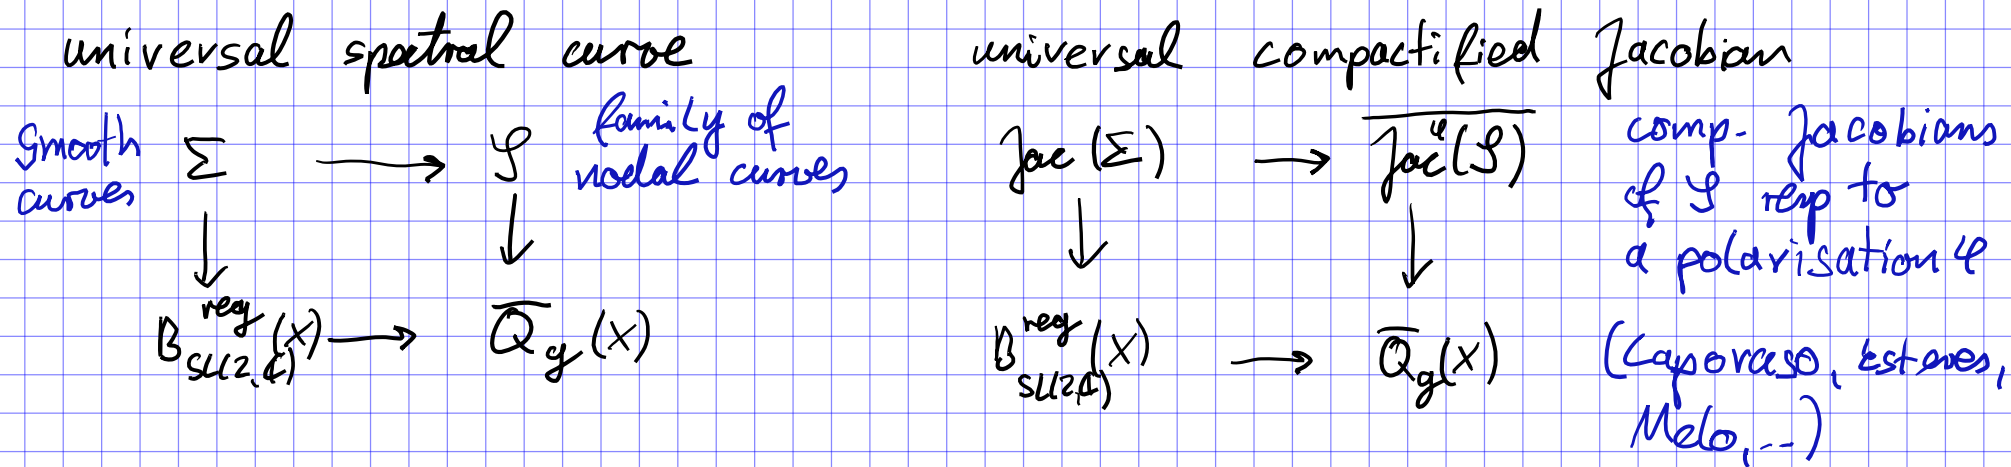 universal spectral curve
smooth curves
Σ → 𝒮
family of nodal curves
↓ ↓
B^{reg}_{SL(2,ℂ)}(X) → \overline{Q}_g(X)
universal compactified Jacobian
Jac(Σ) → \overline{Jac^φ(𝒮)}
↓ ↓
B^{reg}_{SL(2,ℂ)}(X) → \overline{Q}_g(X)
comp. Jacobians
of 𝒮 resp to
a polarisation φ
(Caporaso, Esteves,
Melo, ...)